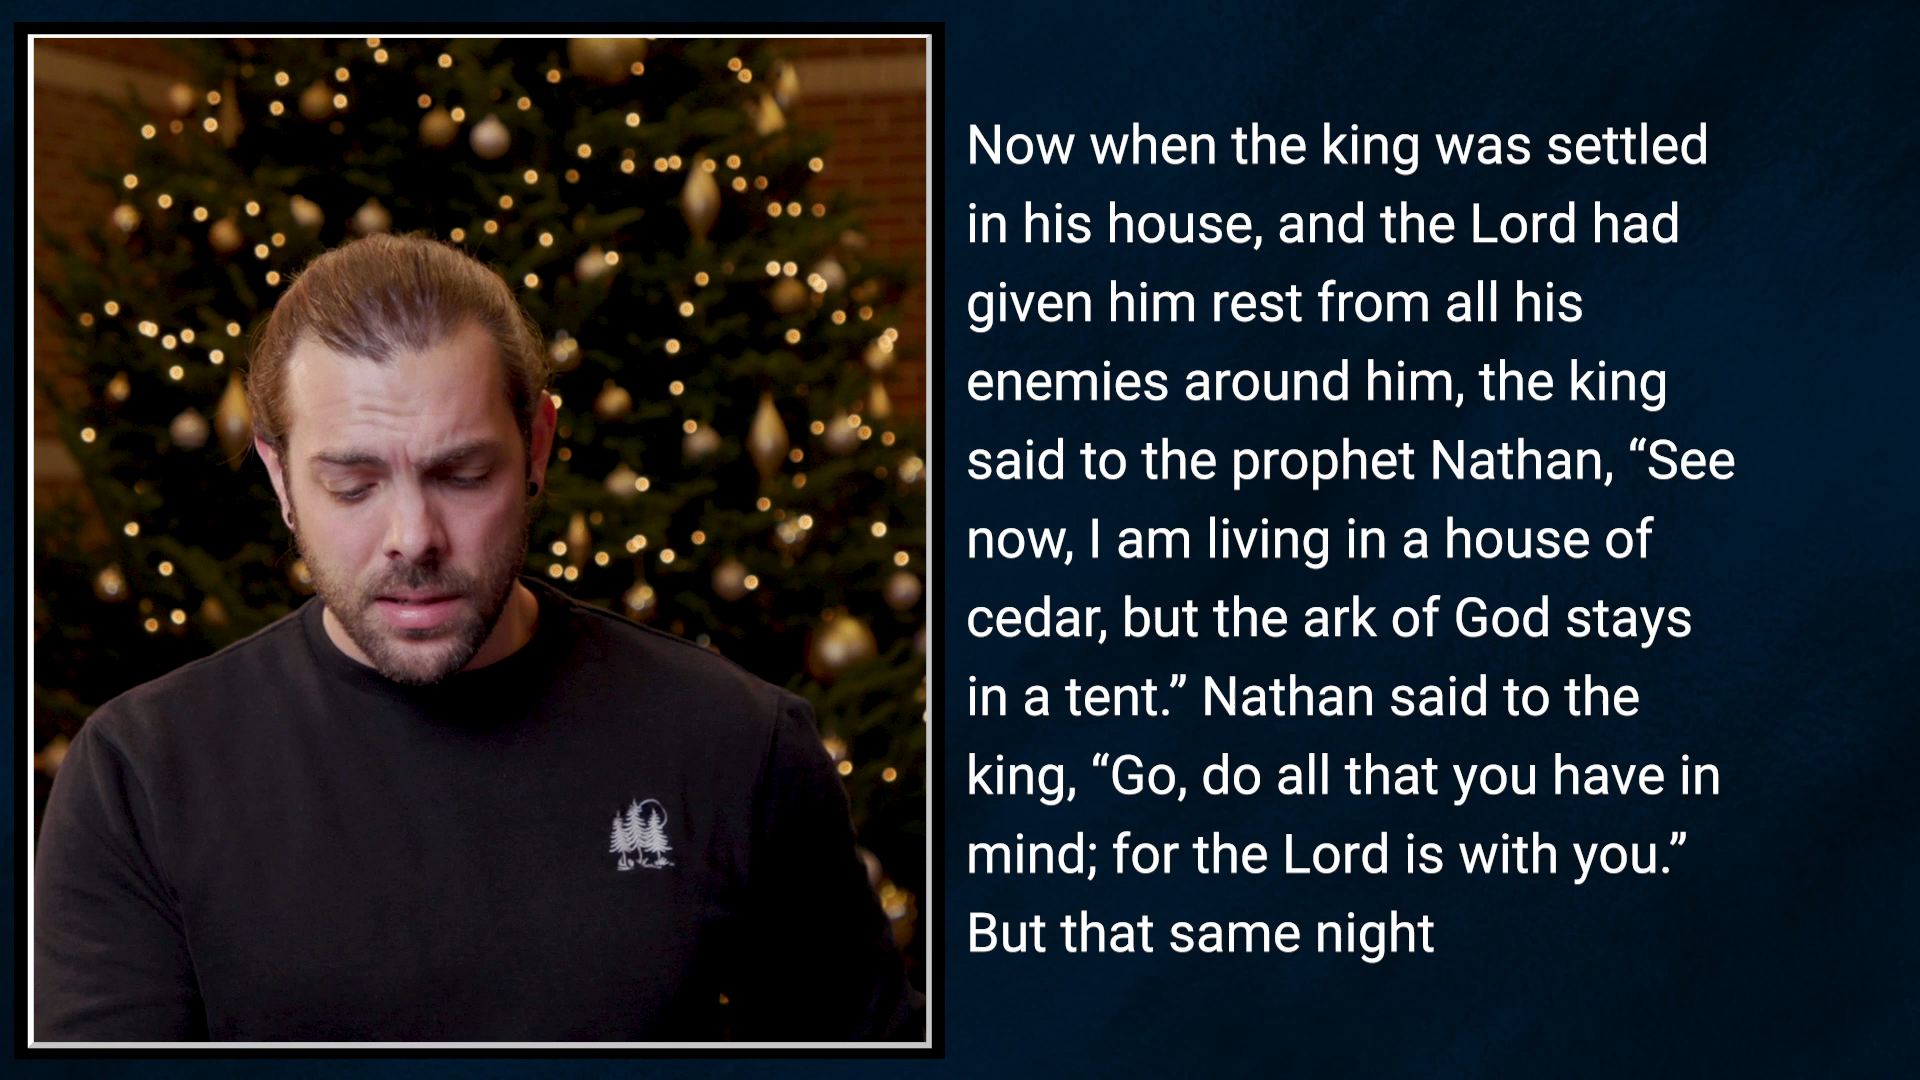 Now when the king was settled
in his house, and the Lord had
given him rest from all his
enemies around him, the king
said to the prophet Nathan, “See
now, I am living in a house of
cedar, but the ark of God stays
in a tent.” Nathan said to the
king, “Go, do all that you have in
mind; for the Lord is with you.”
But that same night